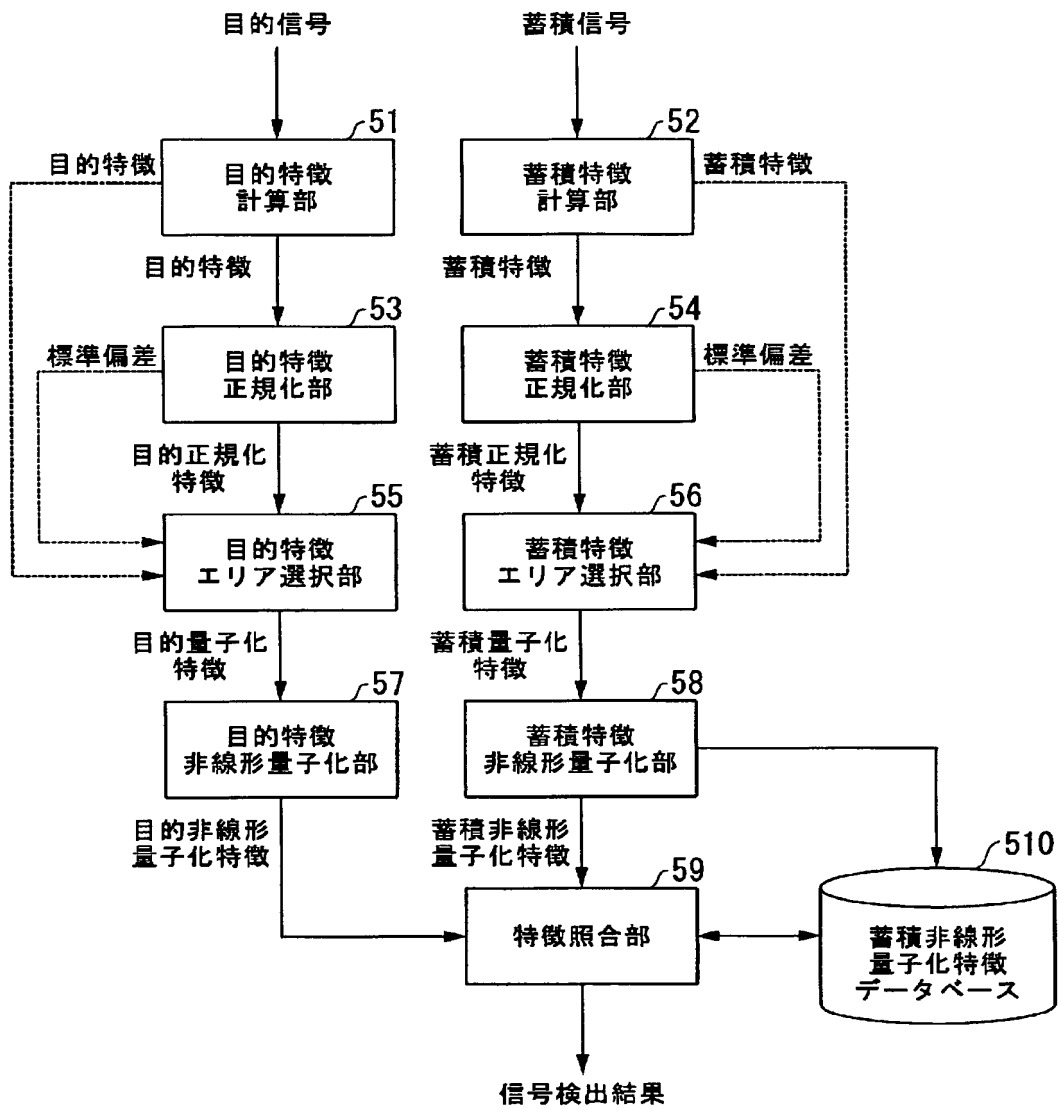 目的信号
蓄積信号
51
52
目的特徴
目的特徴
計算部
蓄積特徴
計算部
蓄積特徴
目的特徴
蓄積特徴
53
54
標準偏差
目的特徴
正規化部
蓄積特徴
正規化部
標準偏差
目的正規化
特徴
蓄積正規化
特徴
55
56
目的特徴
エリア選択部
蓄積特徴
エリア選択部
目的量子化
特徴
蓄積量子化
特徴
57
58
目的特徴
非線形量子化部
蓄積特徴
非線形量子化部
目的非線形
量子化特徴
蓄積非線形
量子化特徴
59
510
特徴照合部
蓄積非線形
量子化特徴
データベース
信号検出結果